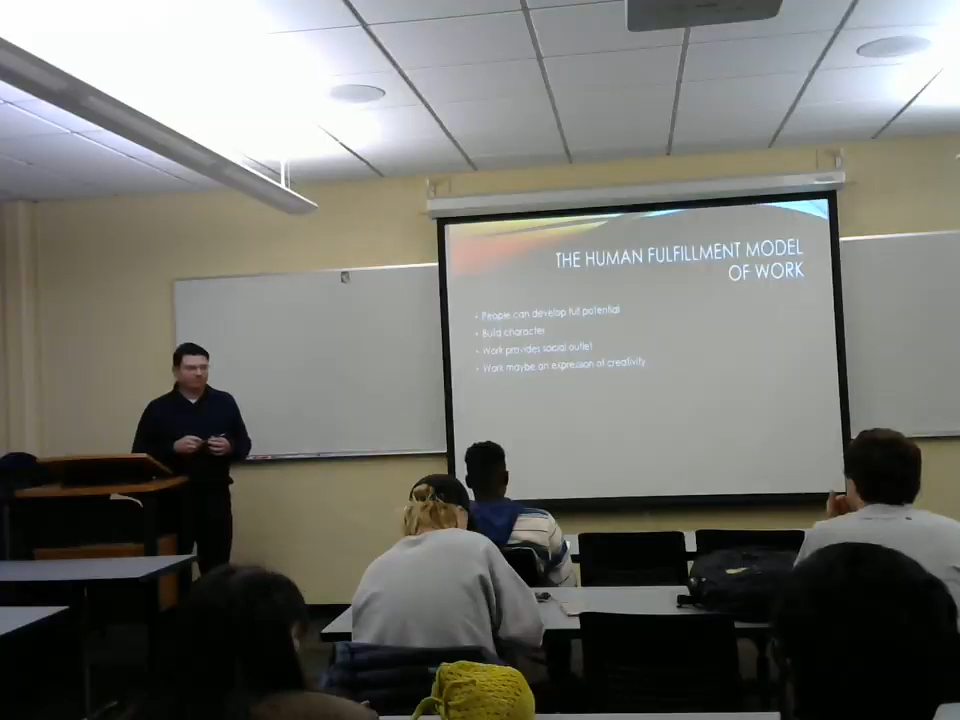 THE HUMAN FULFILLMENT MODEL
OF WORK
• People can develop full potential
• Build character
• Work provides social outlet
• Work maybe an expression of creativity